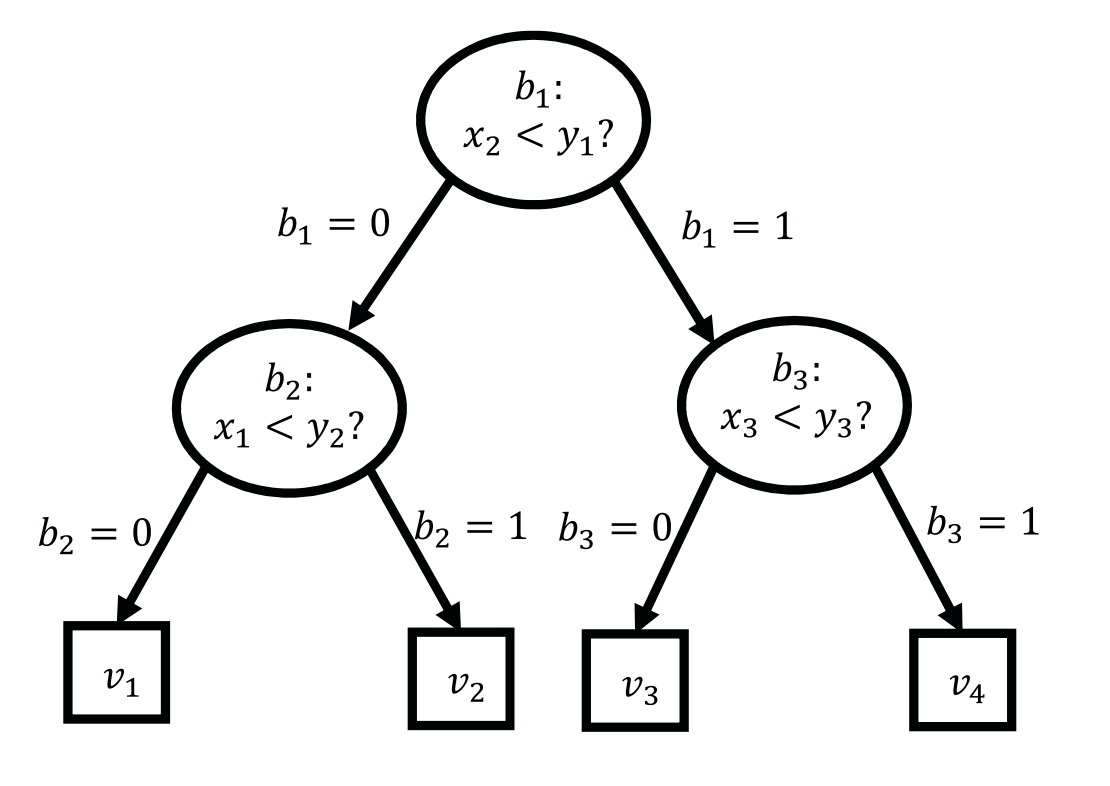 b₁:
x₂ < y₁?
b₁ = 0
b₁ = 1
b₂:
x₁ < y₂?
b₃:
x₃ < y₃?
b₂ = 0
b₂ = 1
b₃ = 0
b₃ = 1
v₁
v₂
v₃
v₄